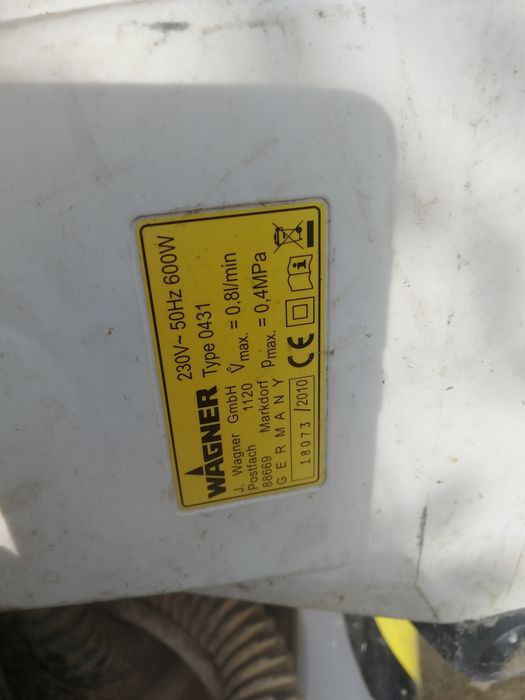 230V~ 50Hz 600W
WAGNER Type 0431
J. Wagner GmbH V̊max. = 0,8l/min
Postfach 1120
88669 Markdorf pmax. = 0,4MPa
GERMANY
18073 /2010 CE